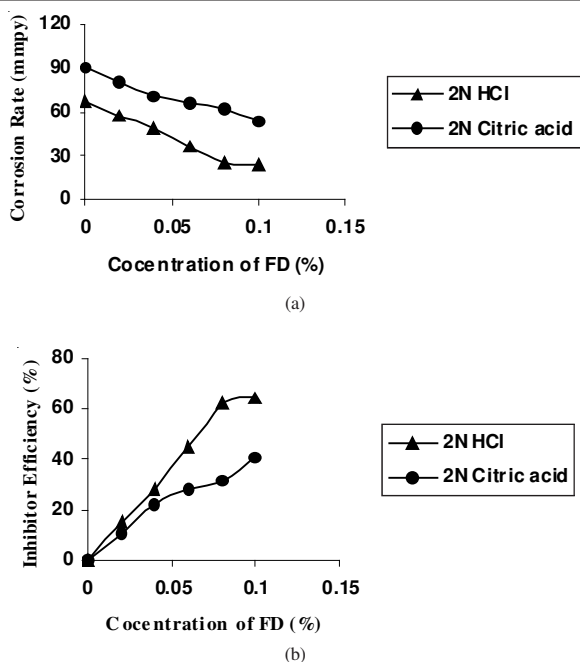 120
90
60
30
0
Corrosion Rate (mmpy)
0 0.05 0.1 0.15
Cocentration of FD (%)
2N HCl
2N Citric acid
(a)
80
60
40
20
0
Inhibitor Efficiency (%)
0 0.05 0.1 0.15
Cocentration of FD (%)
2N HCl
2N Citric acid
(b)